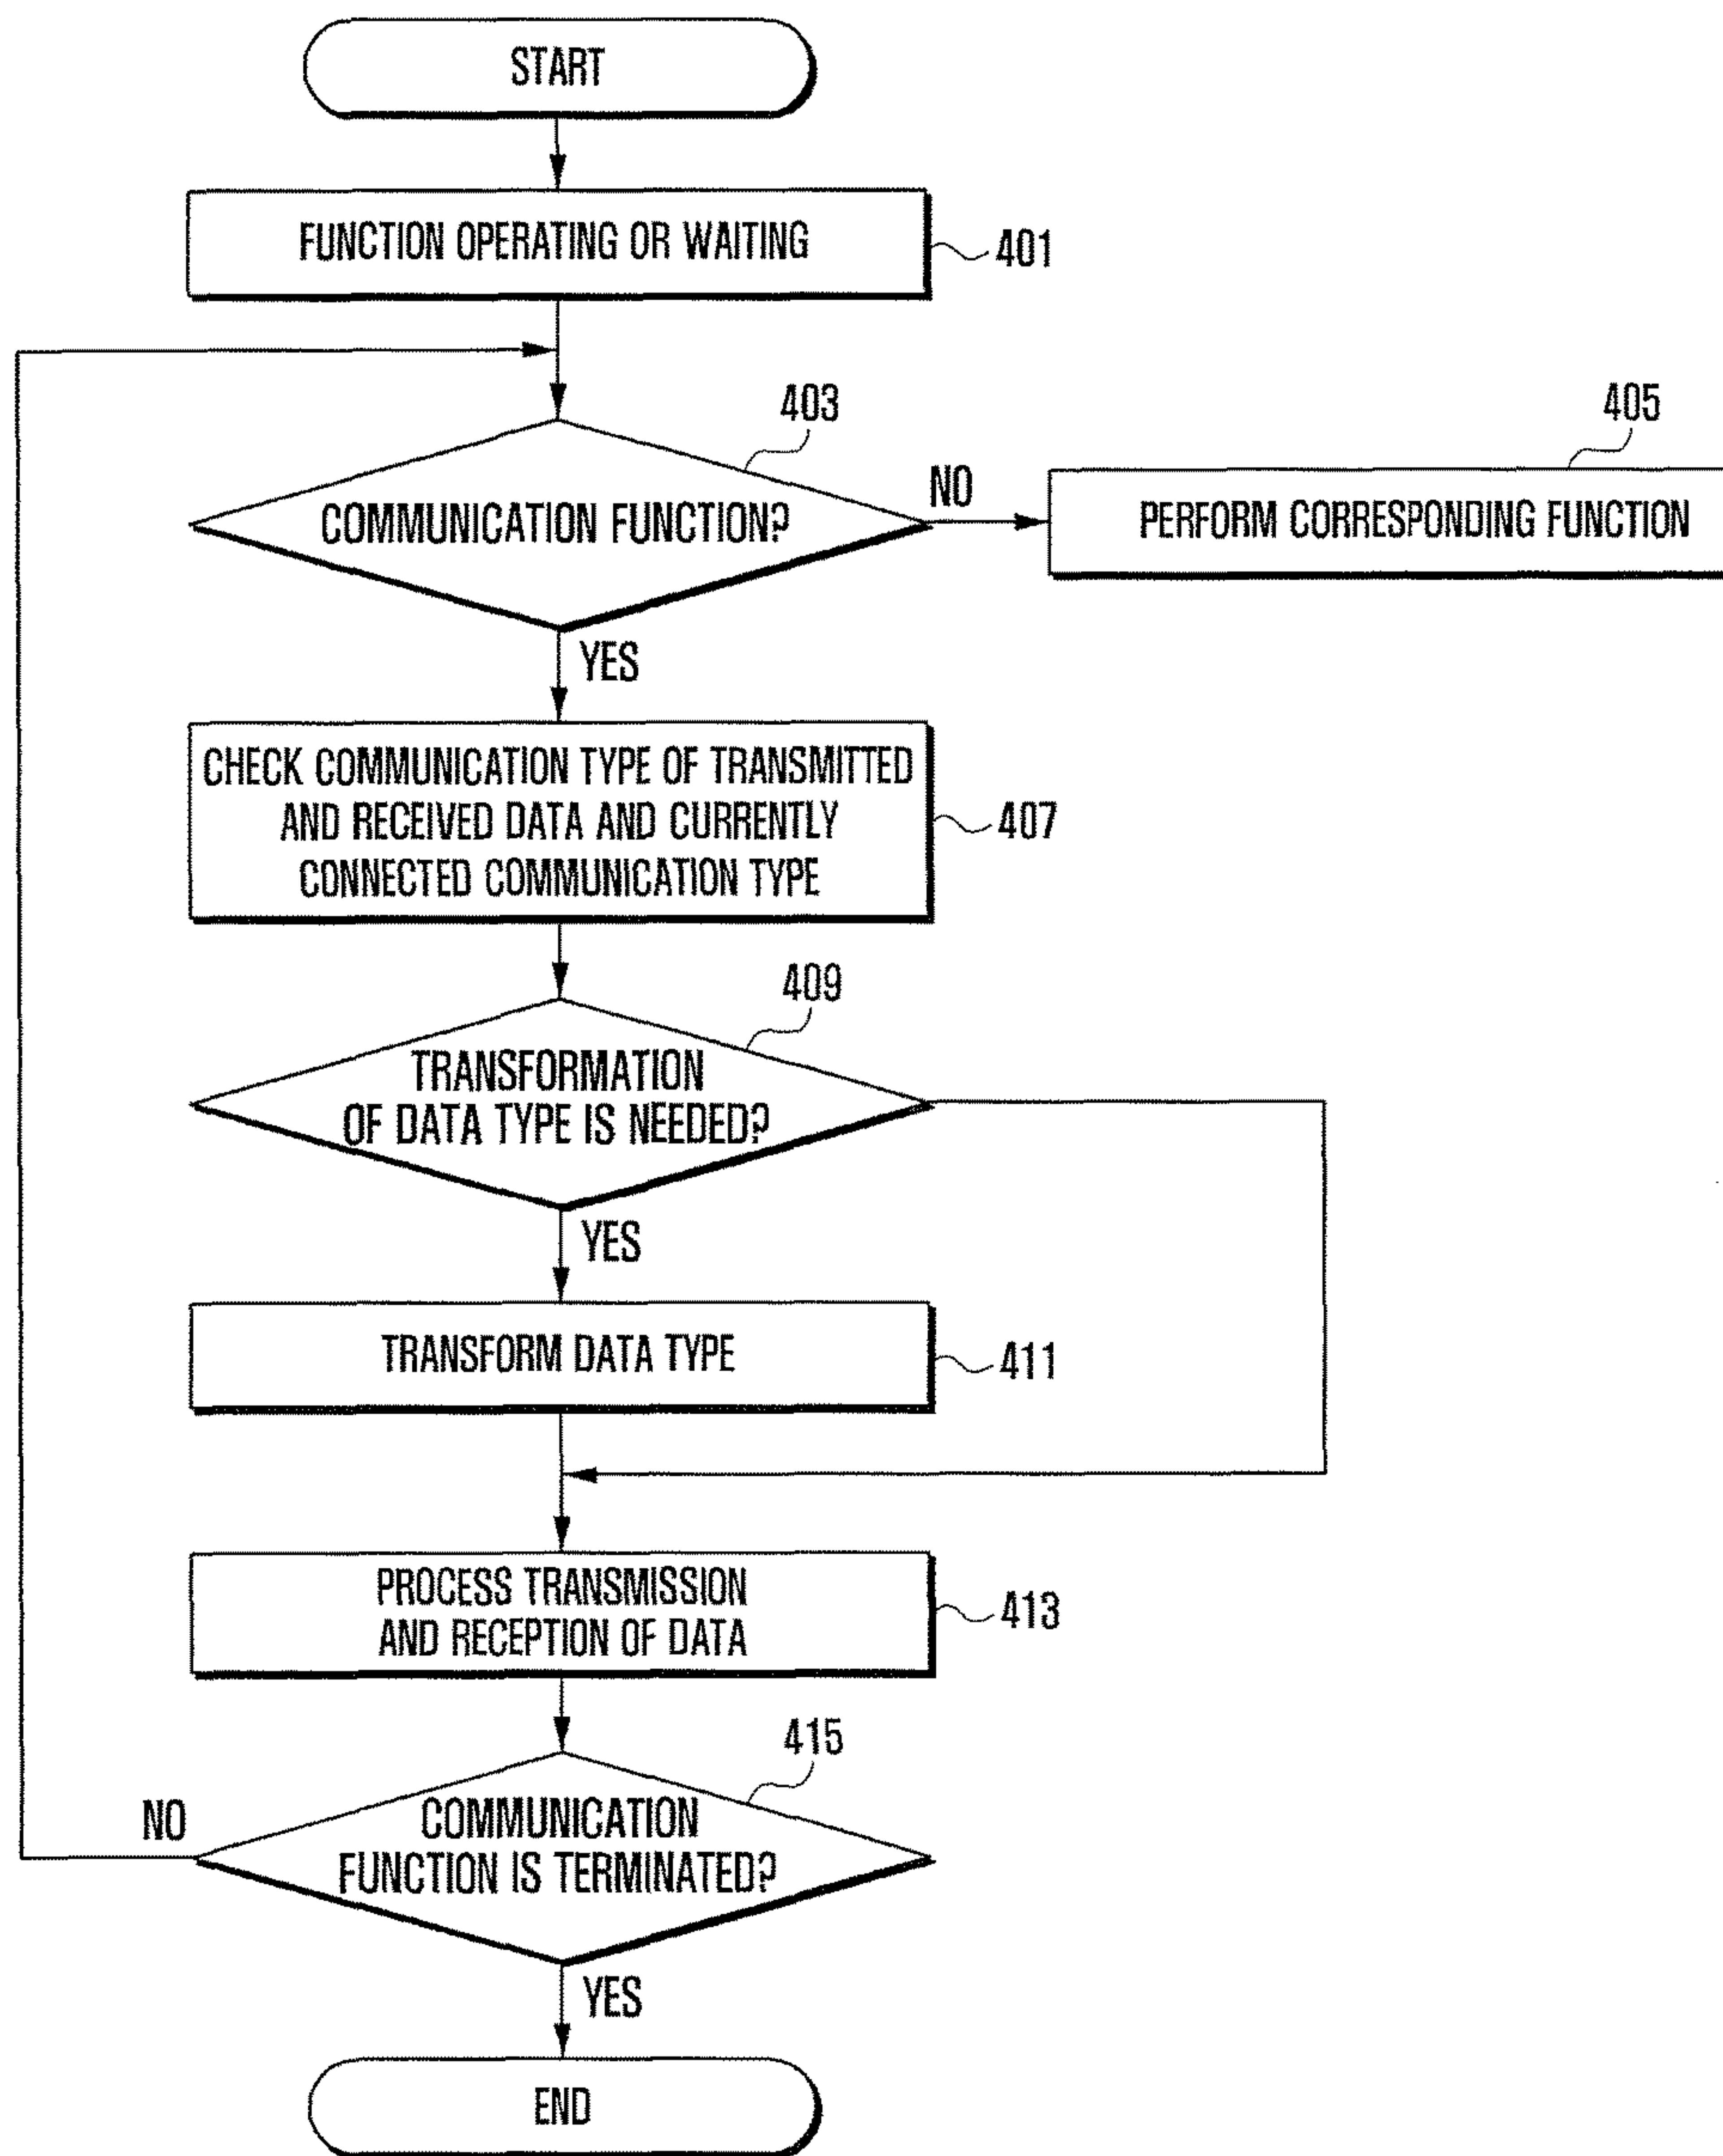 START
FUNCTION OPERATING OR WAITING
401
403
405
COMMUNICATION FUNCTION?
NO
PERFORM CORRESPONDING FUNCTION
YES
CHECK COMMUNICATION TYPE OF TRANSMITTED
AND RECEIVED DATA AND CURRENTLY
CONNECTED COMMUNICATION TYPE
407
409
TRANSFORMATION
OF DATA TYPE IS NEEDED?
YES
TRANSFORM DATA TYPE
411
PROCESS TRANSMISSION
AND RECEPTION OF DATA
413
415
NO
COMMUNICATION
FUNCTION IS TERMINATED?
YES
END